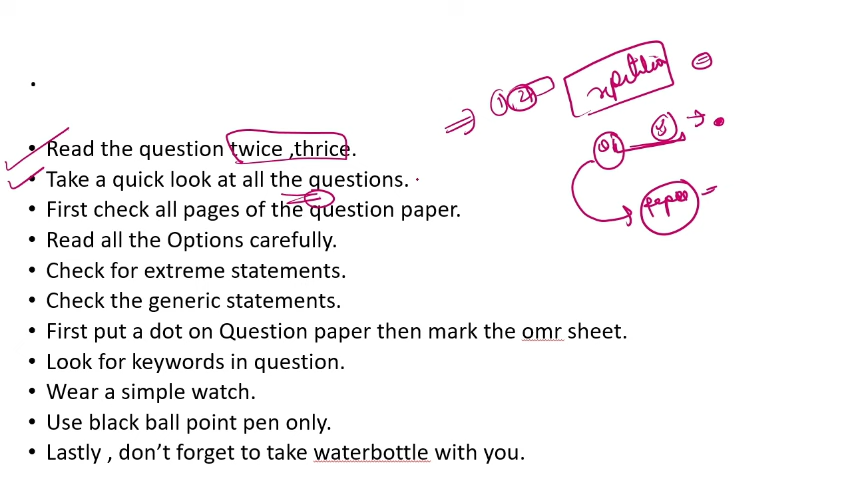 ⇒ 1, 2,
repetition
Read the question twice ,thrice.
Take a quick look at all the questions.
First check all pages of the question paper.
Read all the Options carefully.
Check for extreme statements.
Check the generic statements.
First put a dot on Question paper then mark the omr sheet.
Look for keywords in question.
Wear a simple watch.
Use black ball point pen only.
Lastly , don’t forget to take waterbottle with you.